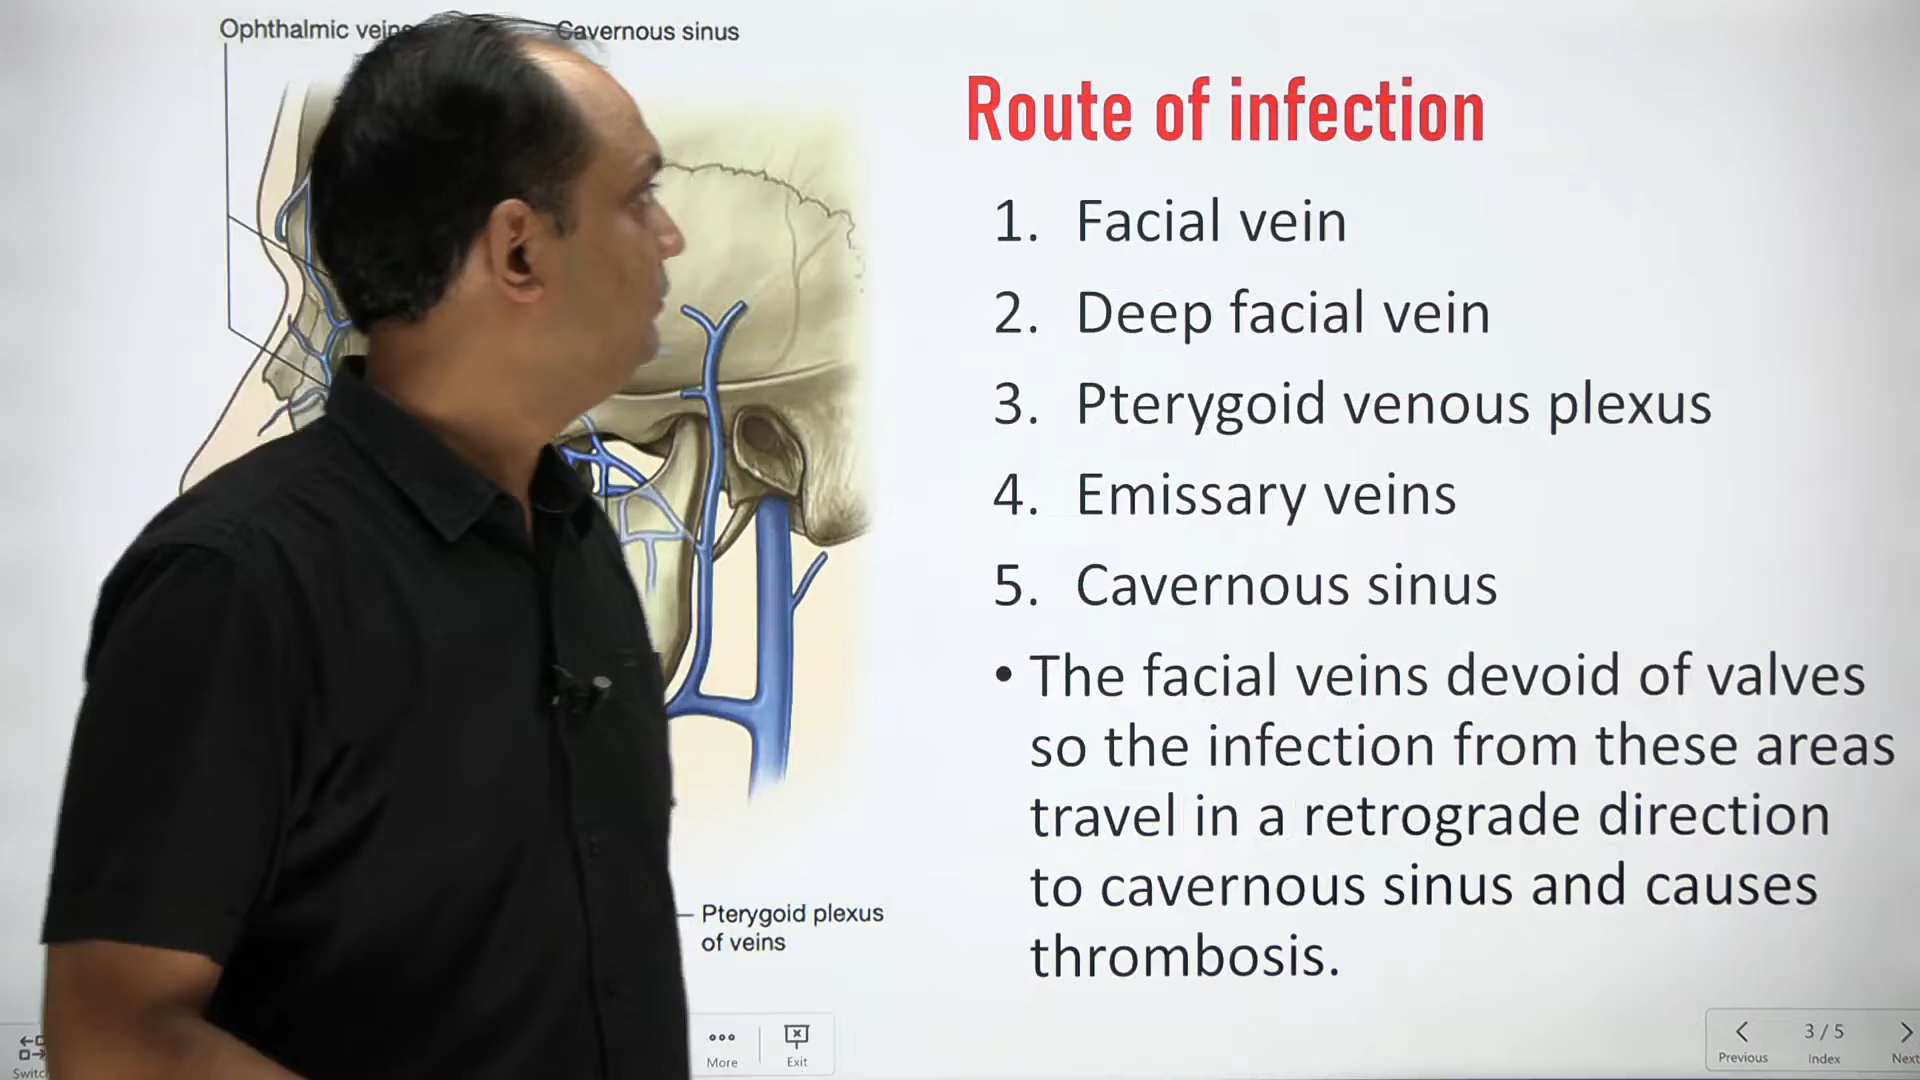 Ophthalmic veins
Cavernous sinus
Route of infection
1. Facial vein
2. Deep facial vein
3. Pterygoid venous plexus
4. Emissary veins
5. Cavernous sinus
• The facial veins devoid of valves
so the infection from these areas
travel in a retrograde direction
to cavernous sinus and causes
thrombosis.
Pterygoid plexus
of veins
More
Exit
Previous
3 / 5
Index
Next